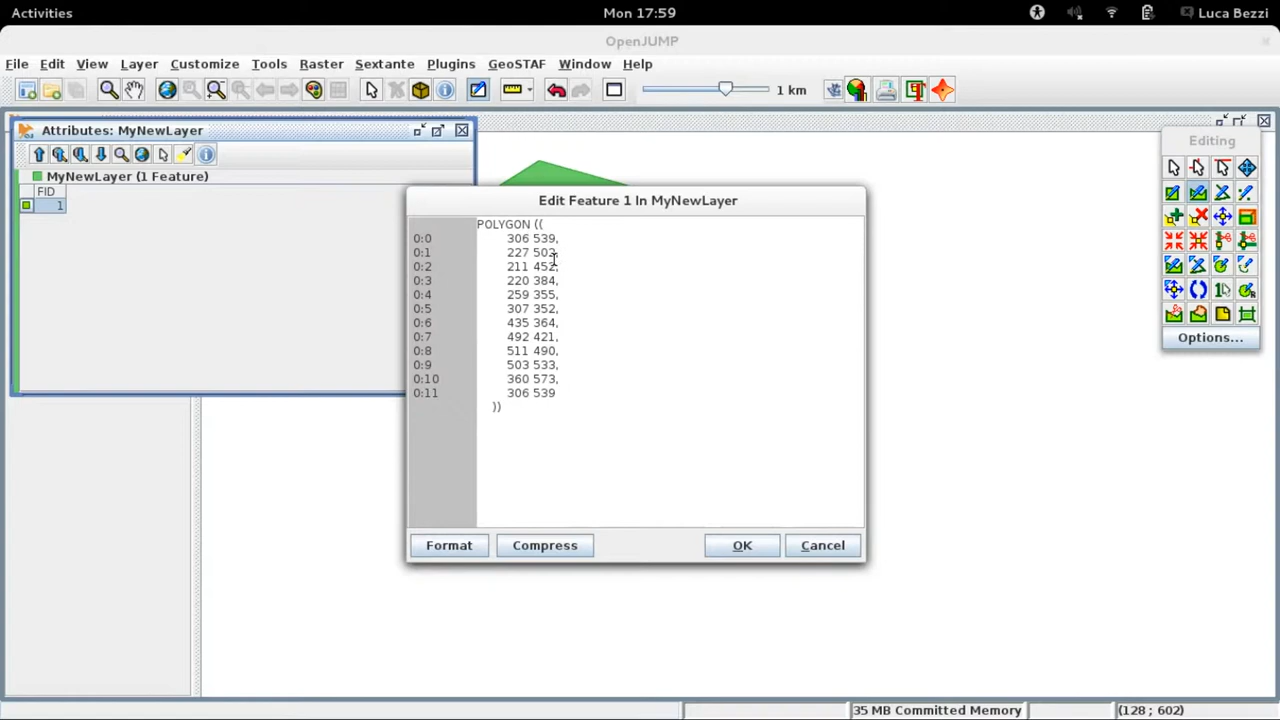 Activities
Mon 17:59
Luca Bezzi
OpenJUMP
File Edit View Layer Customize Tools Raster Sextante Plugins GeoSTAF Window Help
1 km
Attributes: MyNewLayer
MyNewLayer (1 Feature)
FID
1
Edit Feature 1 In MyNewLayer
POLYGON ((
0:0 306 539,
0:1 227 502,
0:2 211 452,
0:3 220 384,
0:4 259 355,
0:5 307 352,
0:6 435 364,
0:7 492 421,
0:8 511 490,
0:9 503 533,
0:10 360 573,
0:11 306 539
))
Format Compress OK Cancel
Editing
Options...
35 MB Committed Memory
(128 ; 602)